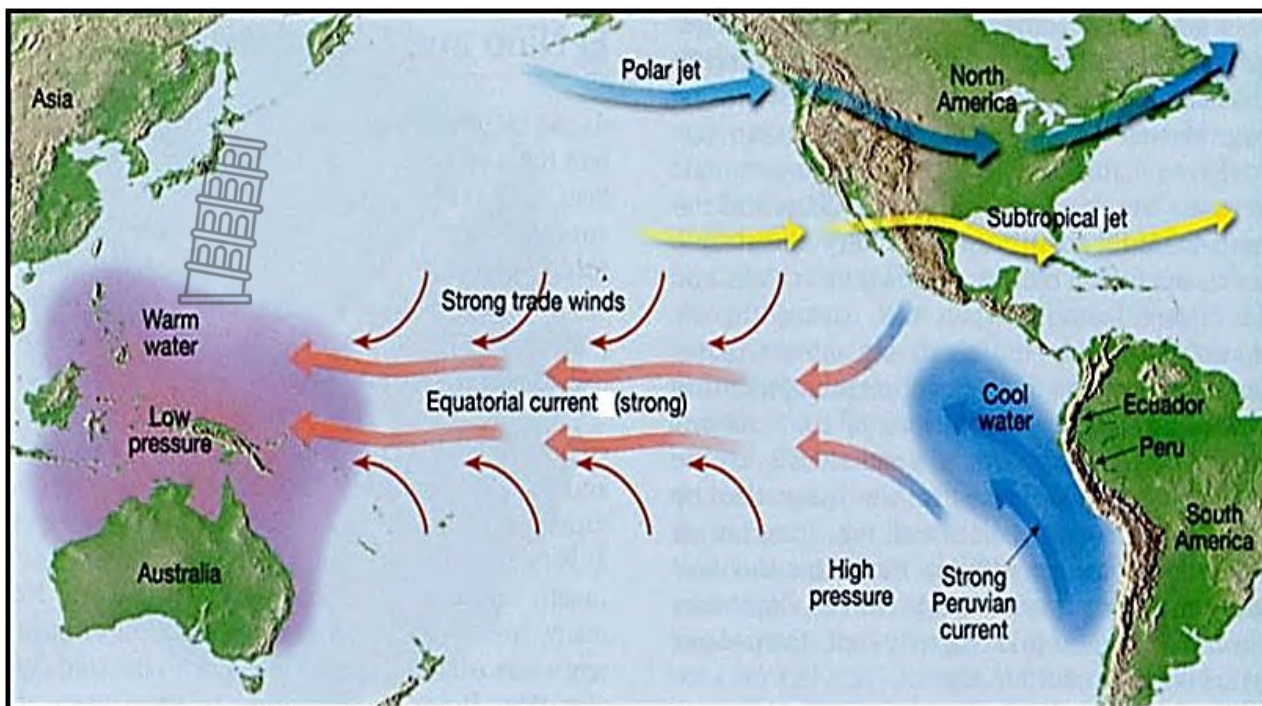 Asia
Polar jet
North
America
Subtropical jet
Strong trade winds
Warm
water
Equatorial current (strong)
Low
pressure
Cool
water
Ecuador
Peru
South
America
Australia
High
pressure
Strong
Peruvian
current